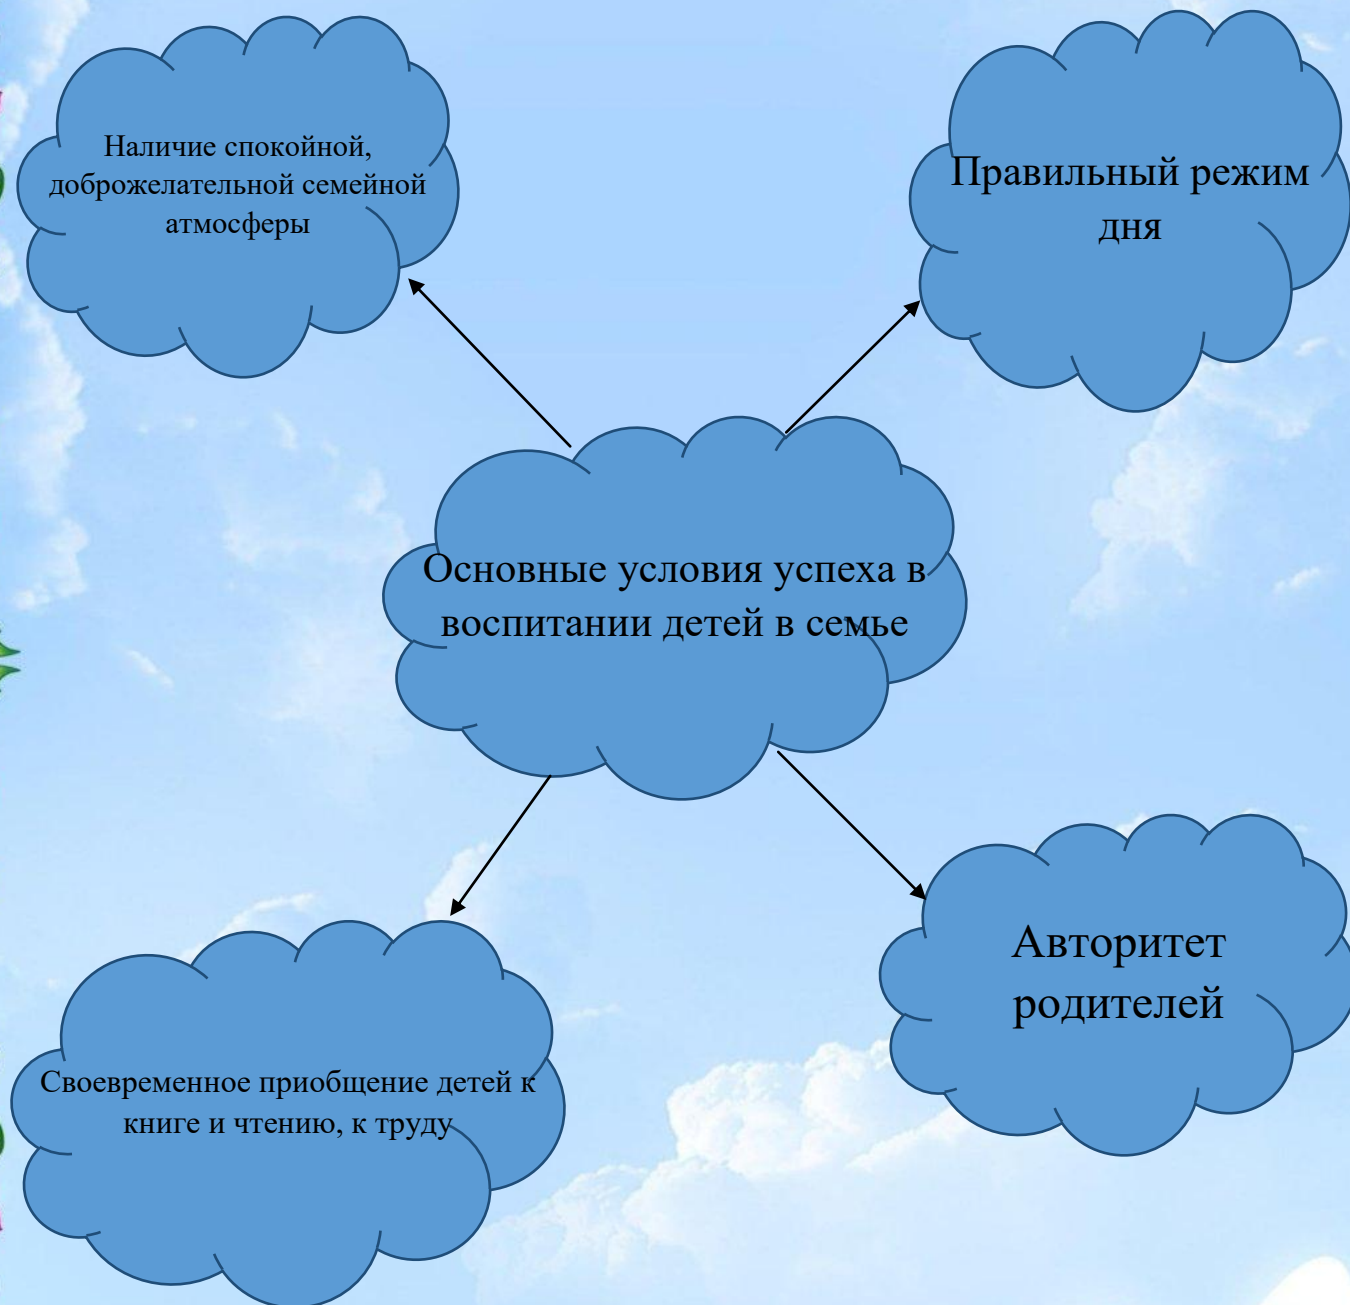 Наличие спокойной,
доброжелательной семейной
атмосферы
Правильный режим
дня
Основные условия успеха в
воспитании детей в семье
Своевременное приобщение детей к
книге и чтению, к труду
Авторитет
родителей